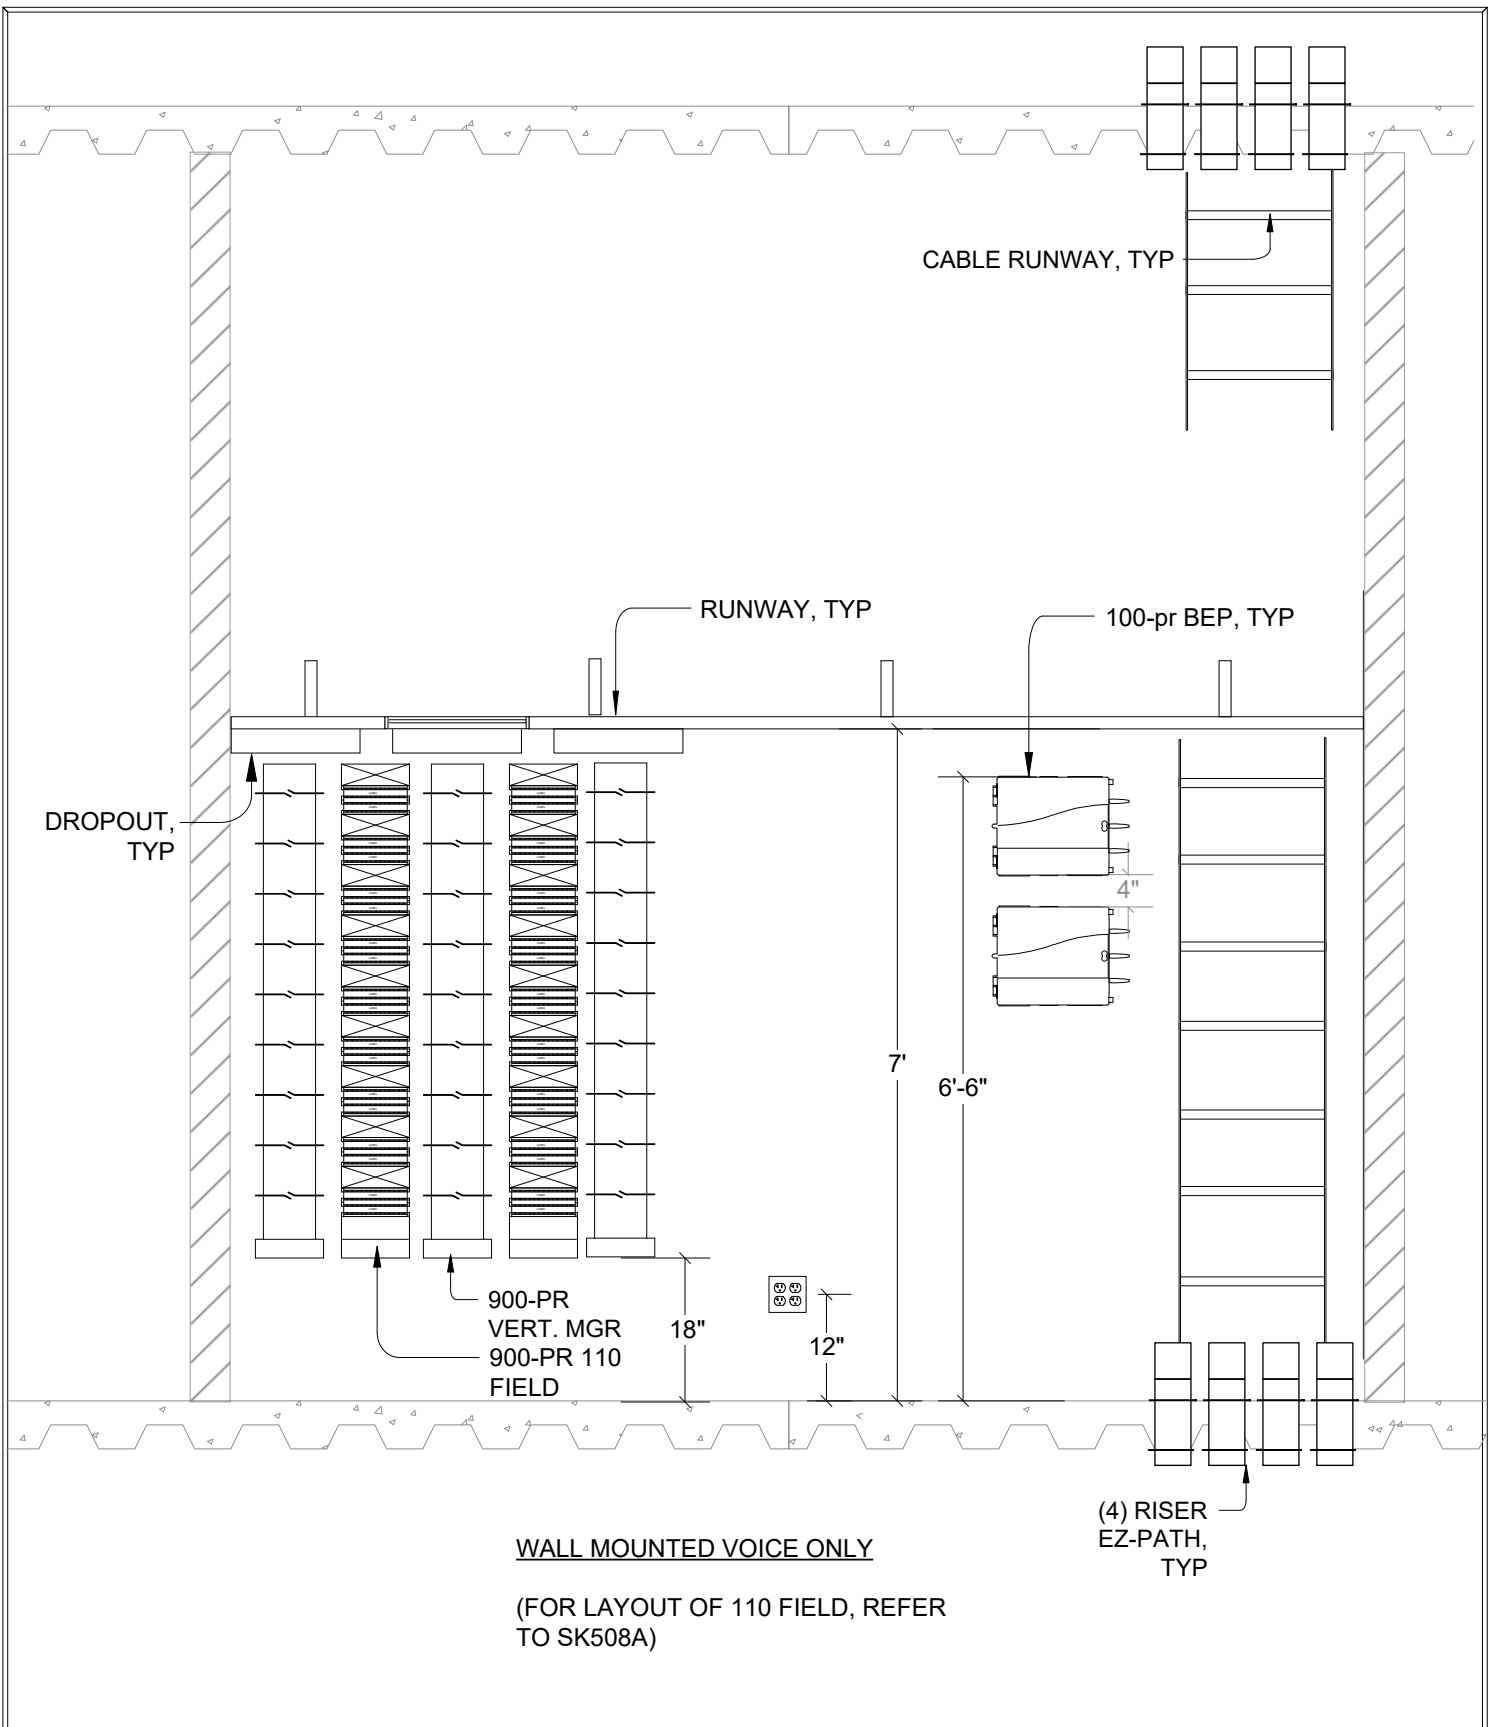 CABLE RUNWAY, TYP
RUNWAY, TYP
100-pr BEP, TYP
DROPOUT,
TYP
4"
7'
6'-6"
900-PR
VERT. MGR
900-PR 110
FIELD
18"
12"
(4) RISER
EZ-PATH,
TYP
WALL MOUNTED VOICE ONLY
(FOR LAYOUT OF 110 FIELD, REFER
TO SK508A)